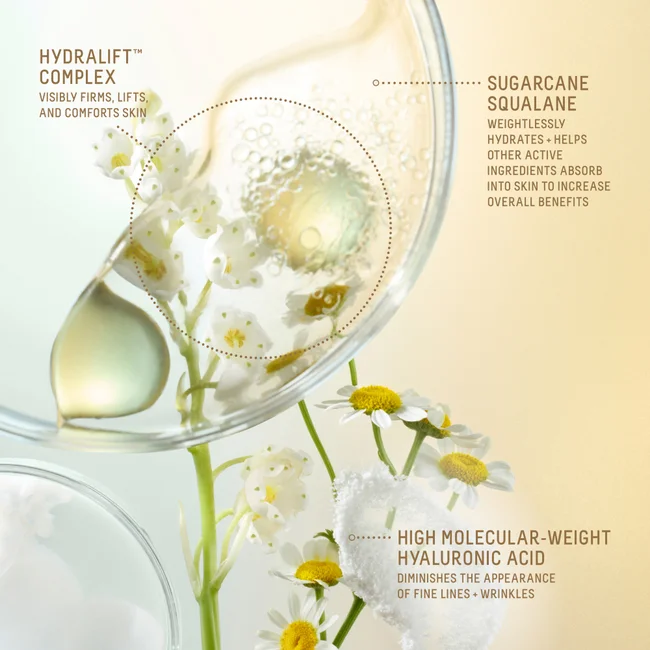 HYDRALIFT™
COMPLEX
VISIBLY FIRMS, LIFTS,
AND COMFORTS SKIN
SUGARCANE
SQUALANE
WEIGHTLESSLY
HYDRATES + HELPS
OTHER ACTIVE
INGREDIENTS ABSORB
INTO SKIN TO INCREASE
OVERALL BENEFITS
HIGH MOLECULAR-WEIGHT
HYALURONIC ACID
DIMINISHES THE APPEARANCE
OF FINE LINES + WRINKLES